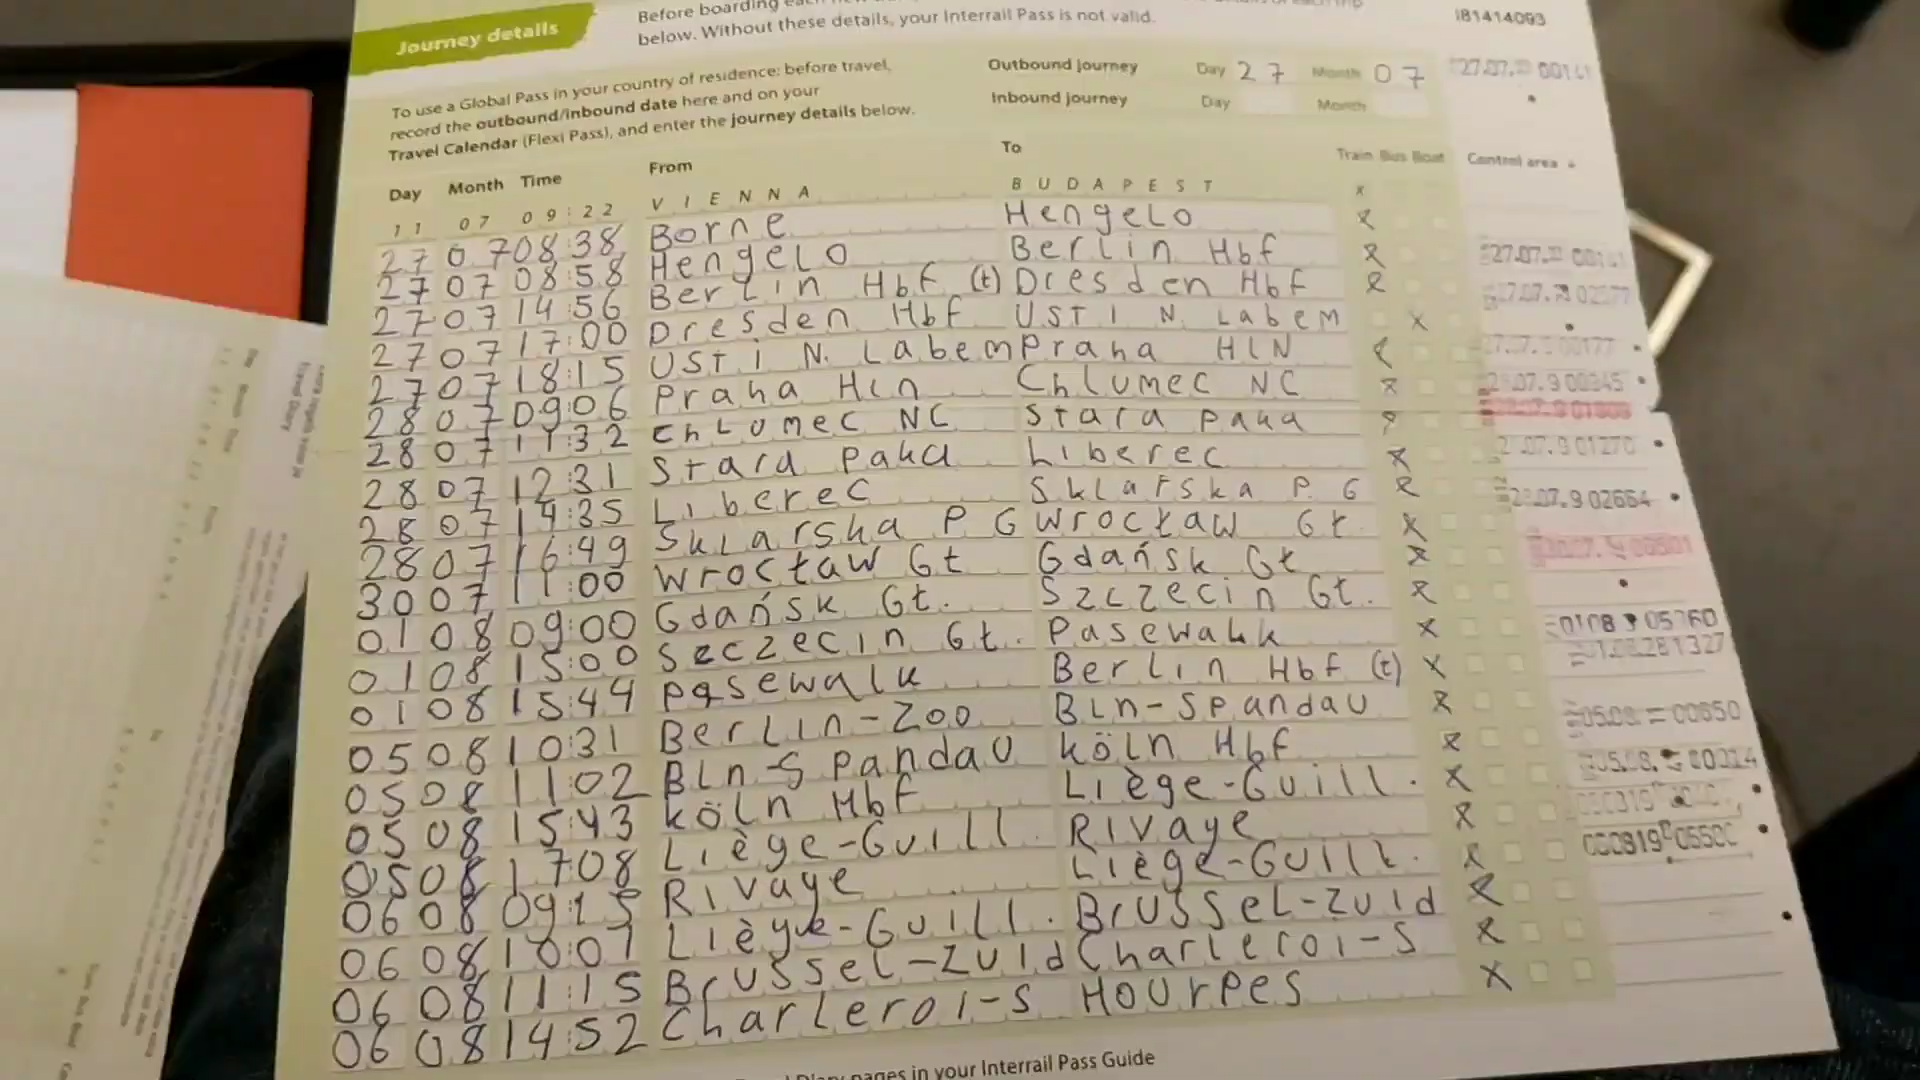 Journey details
Before boarding
below. Without these details, your Interrail Pass is not valid.
I81414093
To use a Global Pass in your country of residence: before travel,
record the outbound/inbound date here and on your
Travel Calendar (Flexi Pass), and enter the journey details below.
Outbound journey Day 27 Month 07
Inbound journey Day Month
Day Month Time From To Train Bus Boat Control area
11 07 09:22 VIENNA BUDAPEST x
27 07 08:38 Borne Hengelo x
27 07 08:58 Hengelo Berlin Hbf x
27 07 14:56 Berlin Hbf (t) Dresden Hbf x
27 07 17:00 Dresden Hbf USTI N. Labem x
27 07 18:15 USTi N. Labem Praha HLN x
28 07 09:06 Praha HLn Chlumec NC x
28 07 11:32 Chlumec NC Stara paka x
28 07 12:31 Stara paka Liberec x
28 07 14:35 Liberec Sklarska P. G x
28 07 16:49 Sklarska P G Wrocław Gł x
30 07 11:00 Wrocław Gł Gdańsk Gł x
01 08 09:00 Gdańsk Gł. Szczecin Gł. x
01 08 15:00 Szczecin Gł. Pasewalk x
01 08 15:44 pasewalk Berlin Hbf (t) x
05 08 10:31 Berlin-Zoo Bln-Spandau x
05 08 11:02 Bln-Spandau Köln Hbf x
05 08 15:43 Köln Hbf Liège-Guill. x
05 08 17:08 Liège-Guill. Rivage x
06 08 09:15 Rivage Liège-Guill. x
06 08 10:01 Liège-Guill. Brussel-Zuid x
06 08 11:15 Brussel-Zuid Charleroi-S x
06 08 14:52 Charleroi-S Hourpes x
Diary pages in your Interrail Pass Guide